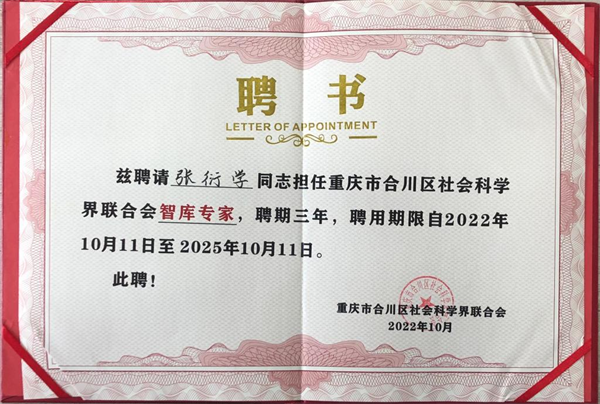 聘 书
LETTER OF APPOINTMENT
兹聘请张衍学同志担任重庆市合川区社会科学
界联合会智库专家，聘期三年，聘用期限自2022年
10月11日至 2025年10月11日。
此聘！
重庆市合川区社会科学界联合会
2022年10月